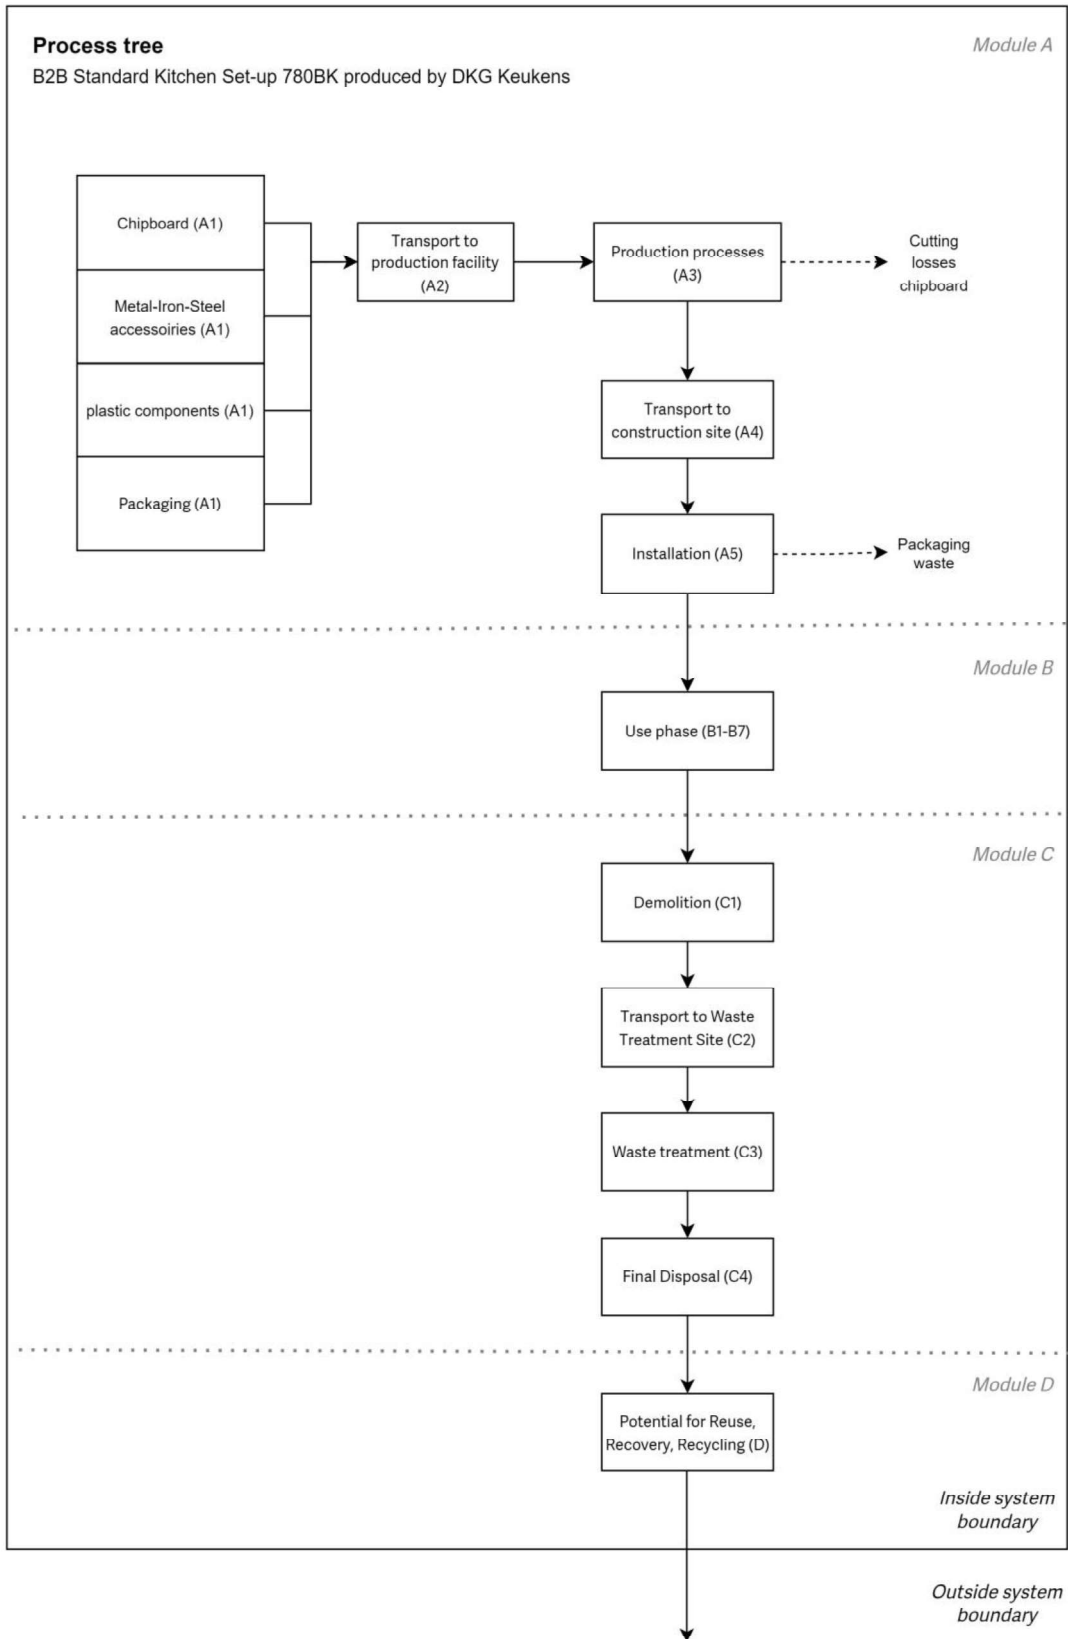 Process tree
Module A
B2B Standard Kitchen Set-up 780BK produced by DKG Keukens
Chipboard (A1)
Metal-Iron-Steel
accessoiries (A1)
plastic components (A1)
Packaging (A1)
Transport to
production facility
(A2)
Production processes
(A3)
Cutting
losses
chipboard
Transport to
construction site (A4)
Installation (A5)
Packaging
waste
Module B
Use phase (B1-B7)
Module C
Demolition (C1)
Transport to Waste
Treatment Site (C2)
Waste treatment (C3)
Final Disposal (C4)
Module D
Potential for Reuse,
Recovery, Recycling (D)
Inside system
boundary
Outside system
boundary